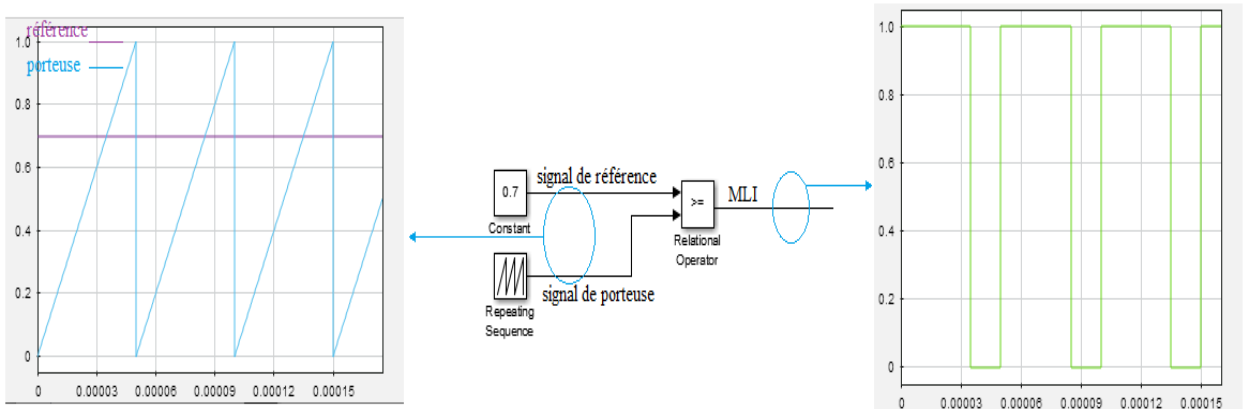 référence
porteuse
1.0
0.8
0.6
0.4
0.2
0
0 0.00003 0.00006 0.00009 0.00012 0.00015
signal de référence
0.7
Constant
>=
MLI
Relational
Operator
signal de porteuse
Repeating
Sequence
1.0
0.8
0.6
0.4
0.2
0
0 0.00003 0.00006 0.00009 0.00012 0.00015